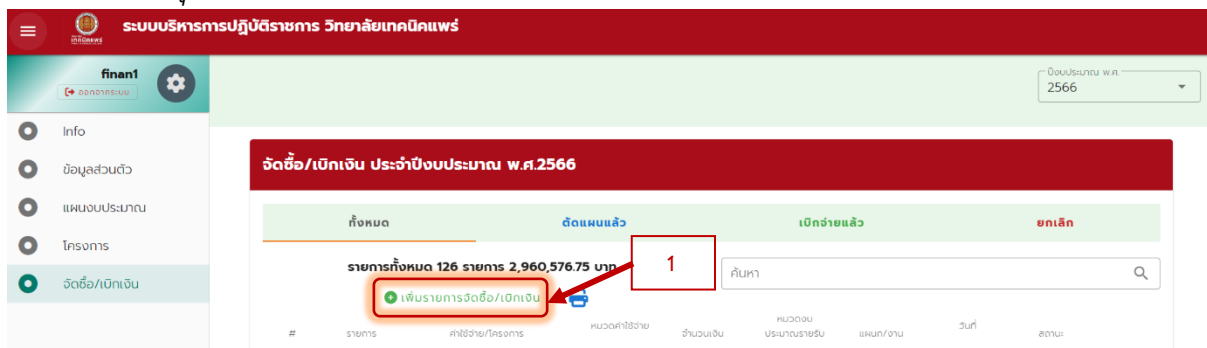 ระบบบริหารการปฏิบัติราชการ วิทยาลัยเทคนิคแพร่
finan1
ออกจากระบบ
ปีงบประมาณ พ.ศ.
2566
Info
ข้อมูลส่วนตัว
แผนงบประมาณ
โครงการ
จัดซื้อ/เบิกเงิน
จัดซื้อ/เบิกเงิน ประจำปีงบประมาณ พ.ศ.2566
ทั้งหมด ตัดแผนแล้ว เบิกจ่ายแล้ว ยกเลิก
รายการทั้งหมด 126 รายการ 2,960,576.75 บาท
1
ค้นหา
เพิ่มรายการจัดซื้อ/เบิกเงิน
# รายการ ค่าใช้จ่าย/โครงการ หมวดค่าใช้จ่าย จำนวนเงิน หมวดงบประมาณรายรับ แผนก/งาน วันที่ สถานะ